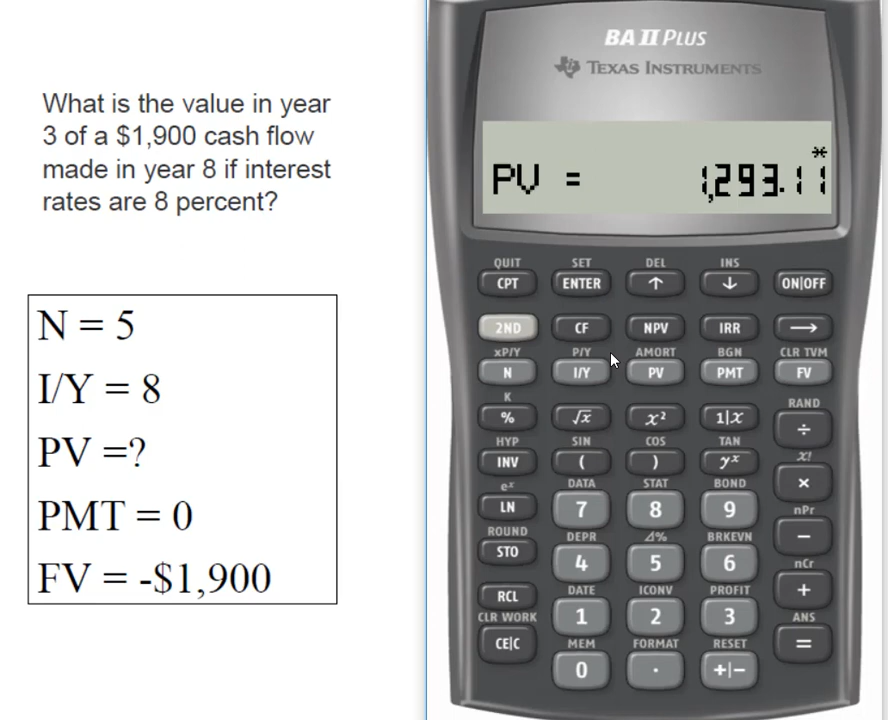 What is the value in year
3 of a $1,900 cash flow
made in year 8 if interest
rates are 8 percent?
N = 5
I/Y = 8
PV =?
PMT = 0
FV = -$1,900
BA II PLUS
TEXAS INSTRUMENTS
*
PV = 1,293.11
QUIT SET DEL INS
CPT ENTER ↑ ↓ ON|OFF
2ND CF NPV IRR →
xP/Y P/Y AMORT BGN CLR TVM
N I/Y PV PMT FV
K RAND
% √x x² 1|x ÷
HYP SIN COS TAN x!
INV ( ) yˣ ×
eˣ DATA STAT BOND nPr
LN 7 8 9 −
ROUND DEPR Δ% BRKEVN nCr
STO 4 5 6 +
DATE ICONV PROFIT
RCL 1 2 3
CLR WORK ANS
CE|C =
MEM FORMAT RESET
0 . +|−